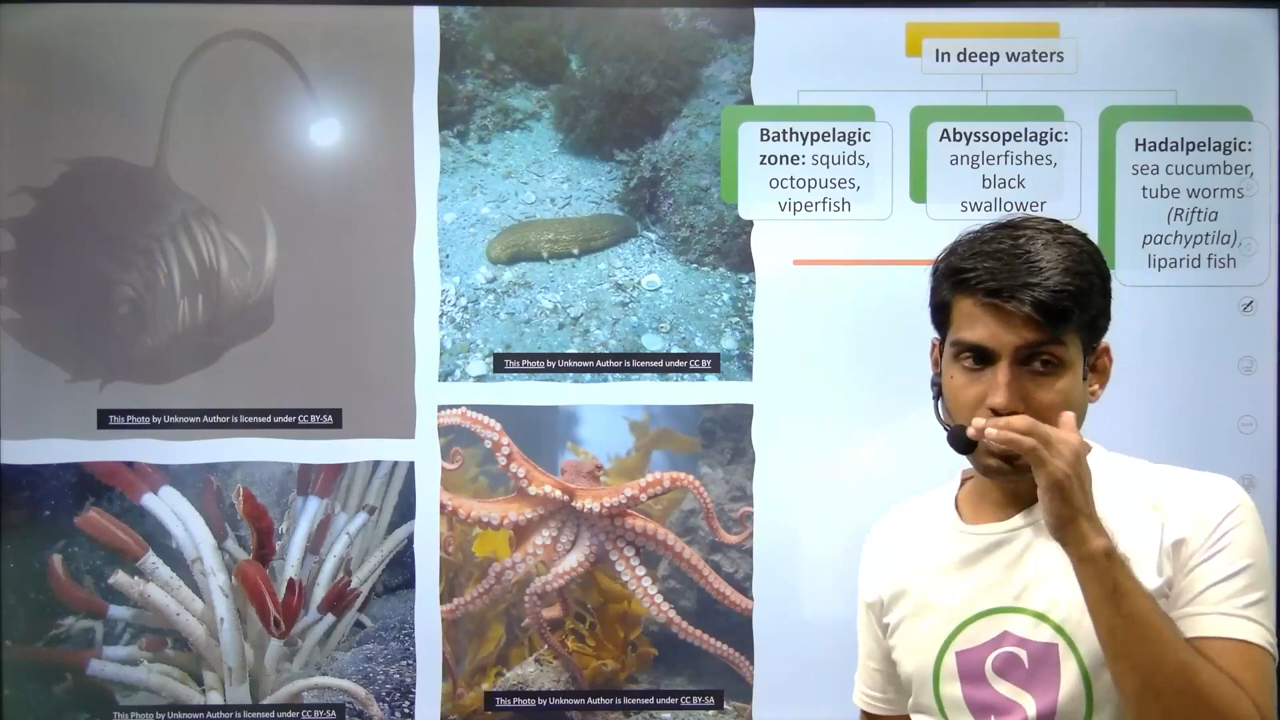 In deep waters
Bathypelagic
zone: squids,
octopuses,
viperfish
Abyssopelagic:
anglerfishes,
black
swallower
Hadalpelagic:
sea cucumber,
tube worms
(Riftia
pachyptila),
liparid fish
This Photo by Unknown Author is licensed under CC BY
This Photo by Unknown Author is licensed under CC BY-SA
This Photo by Unknown Author is licensed under CC BY-SA
This Photo by Unknown Author is licensed under CC BY-SA
S